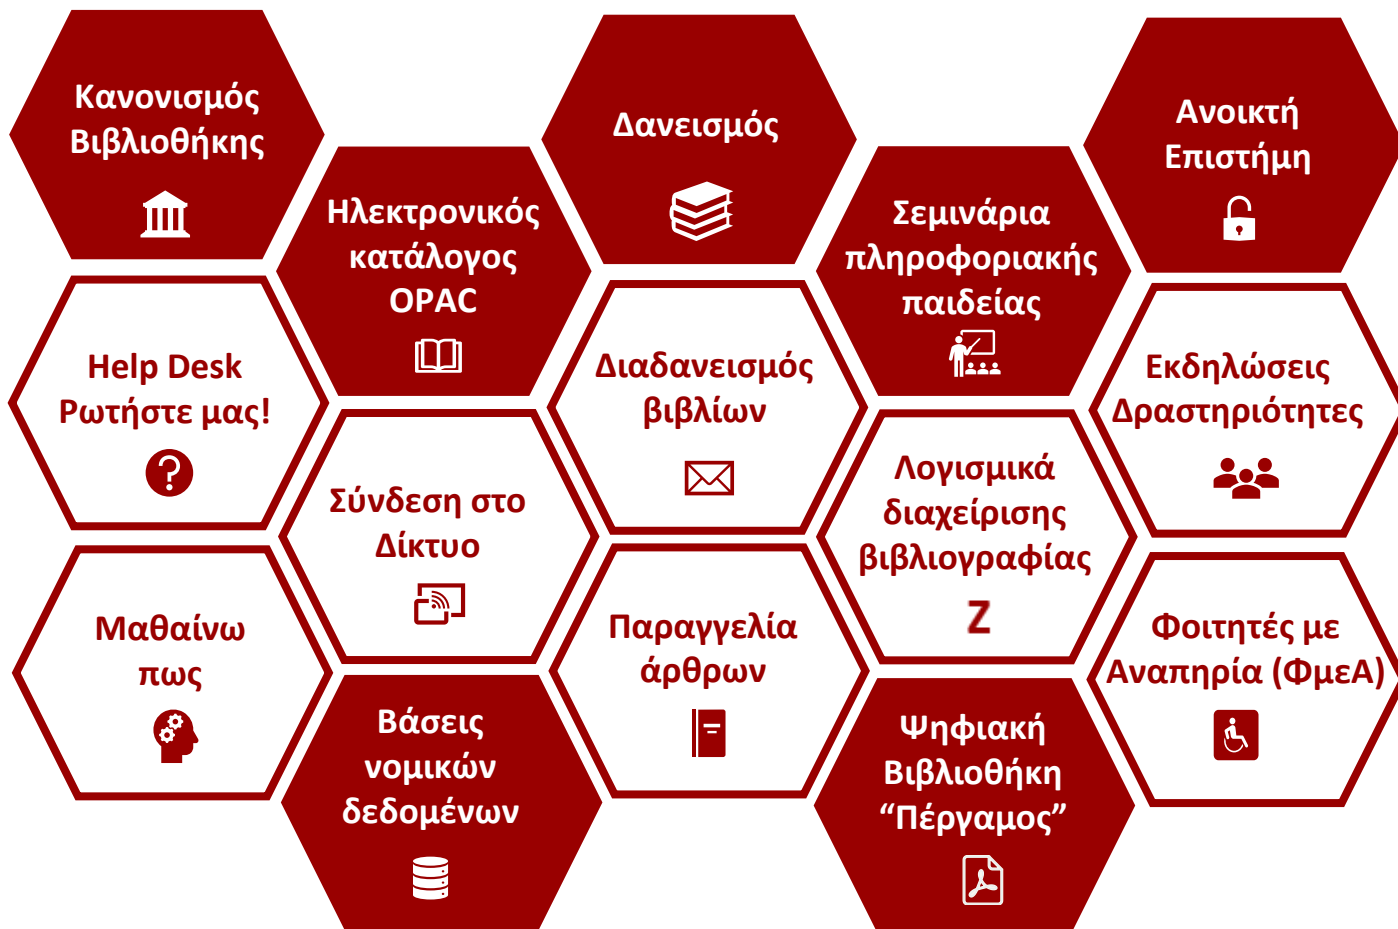 Κανονισμός
Βιβλιοθήκης
Δανεισμός
Ανοικτή
Επιστήμη
Ηλεκτρονικός
κατάλογος
OPAC
Σεμινάρια
πληροφοριακής
παιδείας
Help Desk
Ρωτήστε μας!
Διαδανεισμός
βιβλίων
Εκδηλώσεις
Δραστηριότητες
Σύνδεση στο
Δίκτυο
Λογισμικά
διαχείρισης
βιβλιογραφίας
Z
Μαθαίνω
πως
Παραγγελία
άρθρων
Φοιτητές με
Αναπηρία (ΦμεΑ)
Βάσεις
νομικών
δεδομένων
Ψηφιακή
Βιβλιοθήκη
“Πέργαμος”